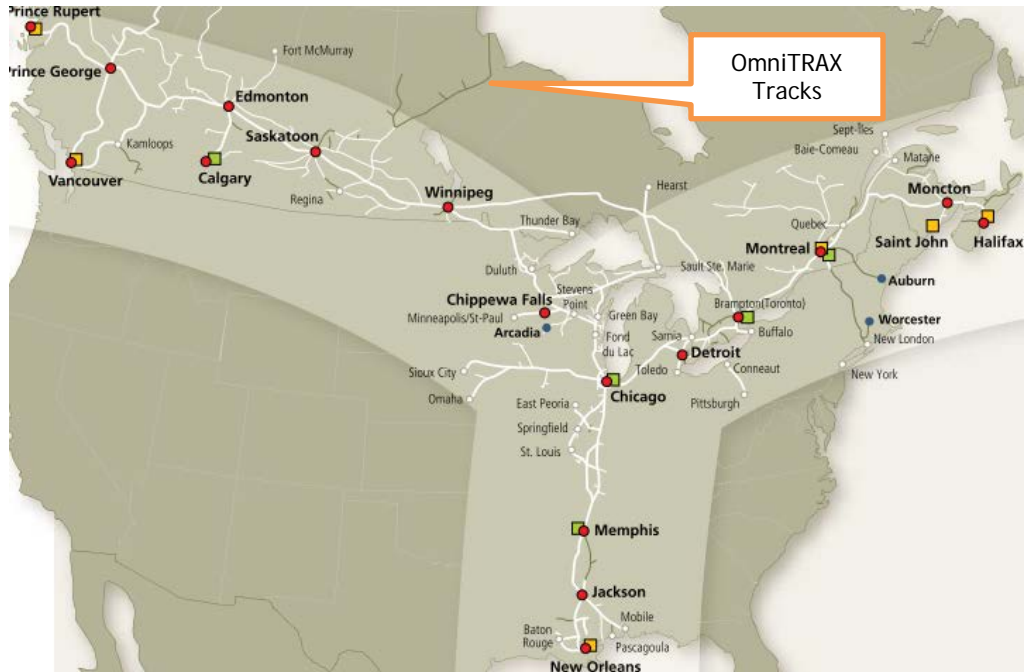 Prince Rupert
Fort McMurray
OmniTRAX
Tracks
Prince George
Edmonton
Saskatoon
Kamloops
Vancouver
Calgary
Regina
Winnipeg
Thunder Bay
Hearst
Sept-Îles
Baie-Comeau
Matane
Moncton
Quebec
Montreal
Saint John
Halifax
Duluth
Sault Ste. Marie
Auburn
Stevens
Point
Chippewa Falls
Minneapolis/St-Paul
Green Bay
Brampton(Toronto)
Arcadia
Fond
du Lac
Sarnia
Buffalo
Worcester
New London
Detroit
Sioux City
Toledo
Conneaut
New York
Omaha
Chicago
East Peoria
Pittsburgh
Springfield
St. Louis
Memphis
Jackson
Mobile
Baton
Rouge
Pascagoula
New Orleans